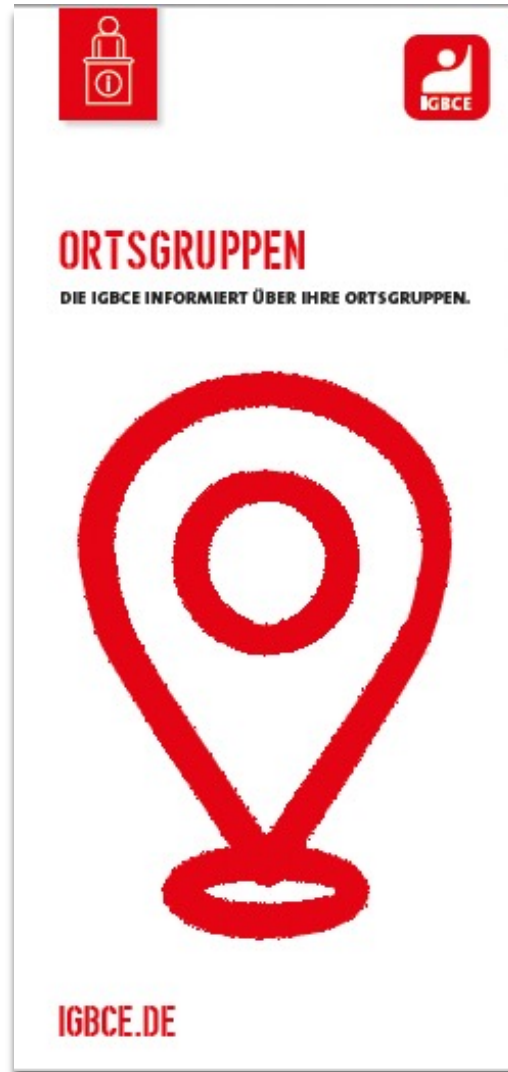 IGBCE
ORTSGRUPPEN
DIE IGBCE INFORMIERT ÜBER IHRE ORTSGRUPPEN.
IGBCE.DE